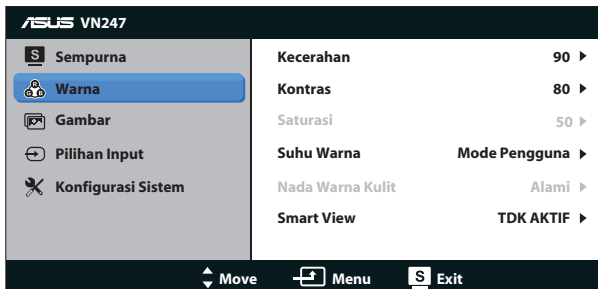 ASUS VN247
S Sempurna
Warna
Gambar
Pilihan Input
Konfigurasi Sistem
Kecerahan 90
Kontras 80
Saturasi 50
Suhu Warna Mode Pengguna
Nada Warna Kulit Alami
Smart View TDK AKTIF
Move Menu S Exit